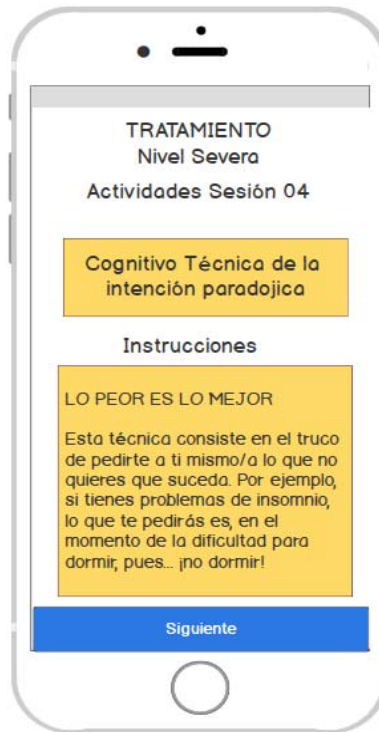 TRATAMIENTO
Nivel Severa
Actividades Sesión 04
Cognitivo Técnica de la
intención paradojica
Instrucciones
LO PEOR ES LO MEJOR
Esta técnica consiste en el truco
de pedirte a ti mismo/a lo que no
quieres que suceda. Por ejemplo,
si tienes problemas de insomnio,
lo que te pedirás es, en el
momento de la dificultad para
dormir, pues... ¡no dormir!
Siguiente